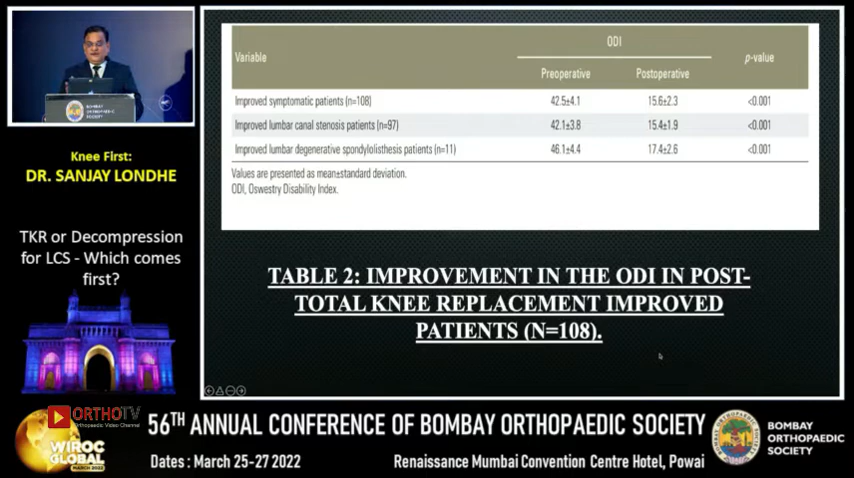 BOMBAY
ORTHOPAEDIC
SOCIETY
Knee First:
DR. SANJAY LONDHE
TKR or Decompression
for LCS - Which comes
first?
Variable
ODI
p-value
Preoperative
Postoperative
Improved symptomatic patients (n=108) 42.5±4.1 15.6±2.3 <0.001
Improved lumbar canal stenosis patients (n=97) 42.1±3.8 15.4±1.9 <0.001
Improved lumbar degenerative spondylolisthesis patients (n=11) 46.1±4.4 17.4±2.6 <0.001
Values are presented as mean±standard deviation.
ODI, Oswestry Disability Index.
TABLE 2: IMPROVEMENT IN THE ODI IN POST-
TOTAL KNEE REPLACEMENT IMPROVED
PATIENTS (N=108).
ORTHOTV
Orthopaedic Video Channel
WIROC
GLOBAL
MARCH 2022
56TH ANNUAL CONFERENCE OF BOMBAY ORTHOPAEDIC SOCIETY
Dates : March 25-27 2022 Renaissance Mumbai Convention Centre Hotel, Powai
BOMBAY
ORTHOPAEDIC
SOCIETY